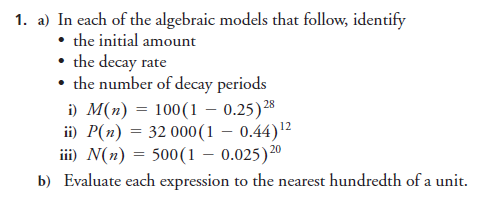 1. a) In each of the algebraic models that follow, identify
• the initial amount
• the decay rate
• the number of decay periods
i) M(n) = 100(1 − 0.25)²⁸
ii) P(n) = 32 000(1 − 0.44)¹²
iii) N(n) = 500(1 − 0.025)²⁰
b) Evaluate each expression to the nearest hundredth of a unit.